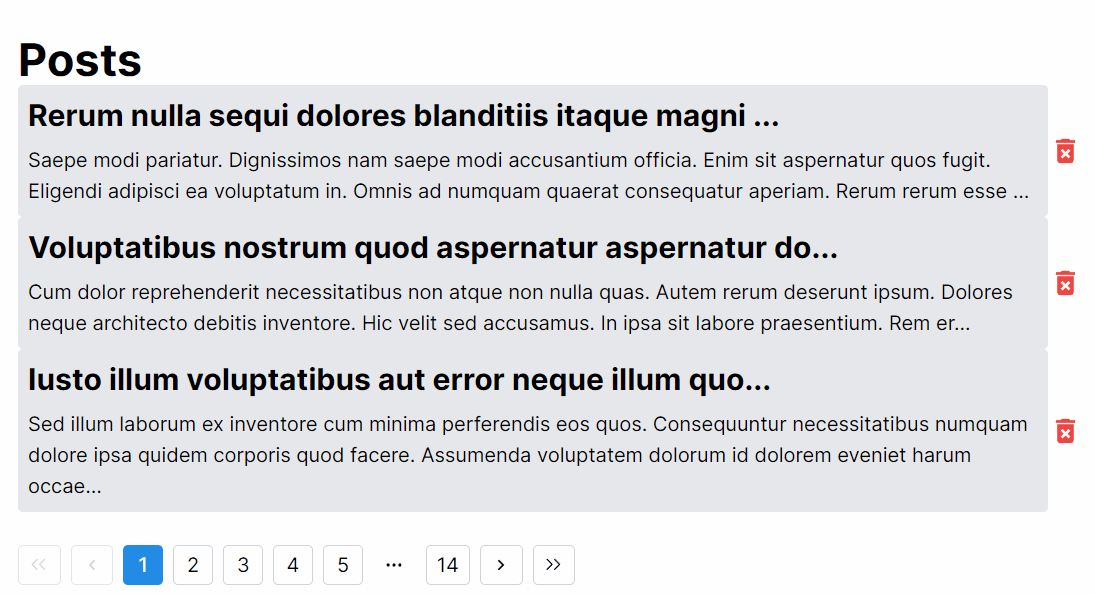 Posts
Rerum nulla sequi dolores blanditiis itaque magni ...
Saepe modi pariatur. Dignissimos nam saepe modi accusantium officia. Enim sit aspernatur quos fugit.
Eligendi adipisci ea voluptatum in. Omnis ad numquam quaerat consequatur aperiam. Rerum rerum esse ...
Voluptatibus nostrum quod aspernatur aspernatur do...
Cum dolor reprehenderit necessitatibus non atque non nulla quas. Autem rerum deserunt ipsum. Dolores
neque architecto debitis inventore. Hic velit sed accusamus. In ipsa sit labore praesentium. Rem er...
Iusto illum voluptatibus aut error neque illum quo...
Sed illum laborum ex inventore cum minima perferendis eos quos. Consequuntur necessitatibus numquam
dolore ipsa quidem corporis quod facere. Assumenda voluptatem dolorum id dolorem eveniet harum
occae...
1 2 3 4 5 ... 14